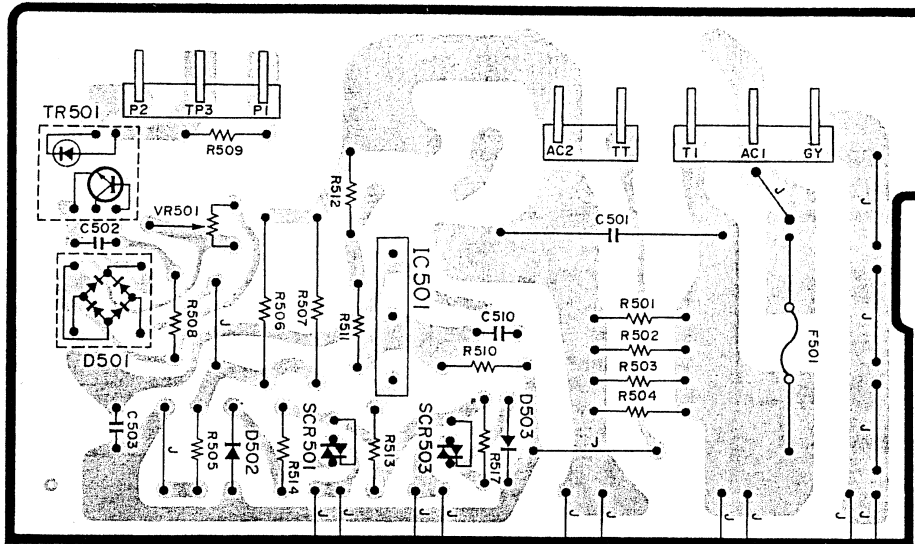 P2 TP3 P1
TR501
R509
AC2 TT
T1 AC1 GY
R512
J
J
VR501
C501
C502
IC501
R508
J
R506
R507
R511
C510
R501
R502
R503
R504
R510
F501
J
D501
C503
J
R505
D502
R514
SCR501
R513
SCR503
R517
D503
J
J
J J J J J J J J J J